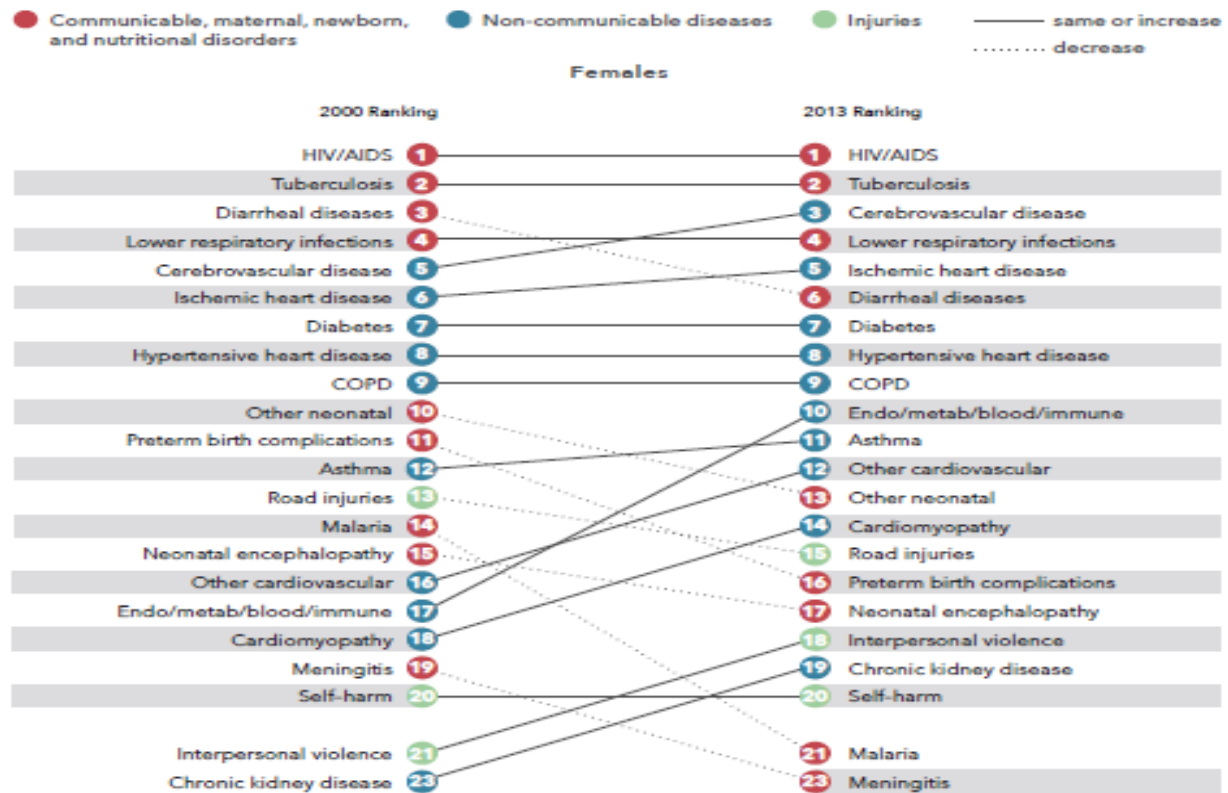 Communicable, maternal, newborn, and nutritional disorders
Non-communicable diseases
Injuries
same or increase
decrease
Females
2000 Ranking 2013 Ranking
HIV/AIDS 1 1 HIV/AIDS
Tuberculosis 2 2 Tuberculosis
Diarrheal diseases 3 3 Cerebrovascular disease
Lower respiratory infections 4 4 Lower respiratory infections
Cerebrovascular disease 5 5 Ischemic heart disease
Ischemic heart disease 6 6 Diarrheal diseases
Diabetes 7 7 Diabetes
Hypertensive heart disease 8 8 Hypertensive heart disease
COPD 9 9 COPD
Other neonatal 10 10 Endo/metab/blood/immune
Preterm birth complications 11 11 Asthma
Asthma 12 12 Other cardiovascular
Road injuries 13 13 Other neonatal
Malaria 14 14 Cardiomyopathy
Neonatal encephalopathy 15 15 Road injuries
Other cardiovascular 16 16 Preterm birth complications
Endo/metab/blood/immune 17 17 Neonatal encephalopathy
Cardiomyopathy 18 18 Interpersonal violence
Meningitis 19 19 Chronic kidney disease
Self-harm 20 20 Self-harm
Interpersonal violence 21 21 Malaria
Chronic kidney disease 23 23 Meningitis